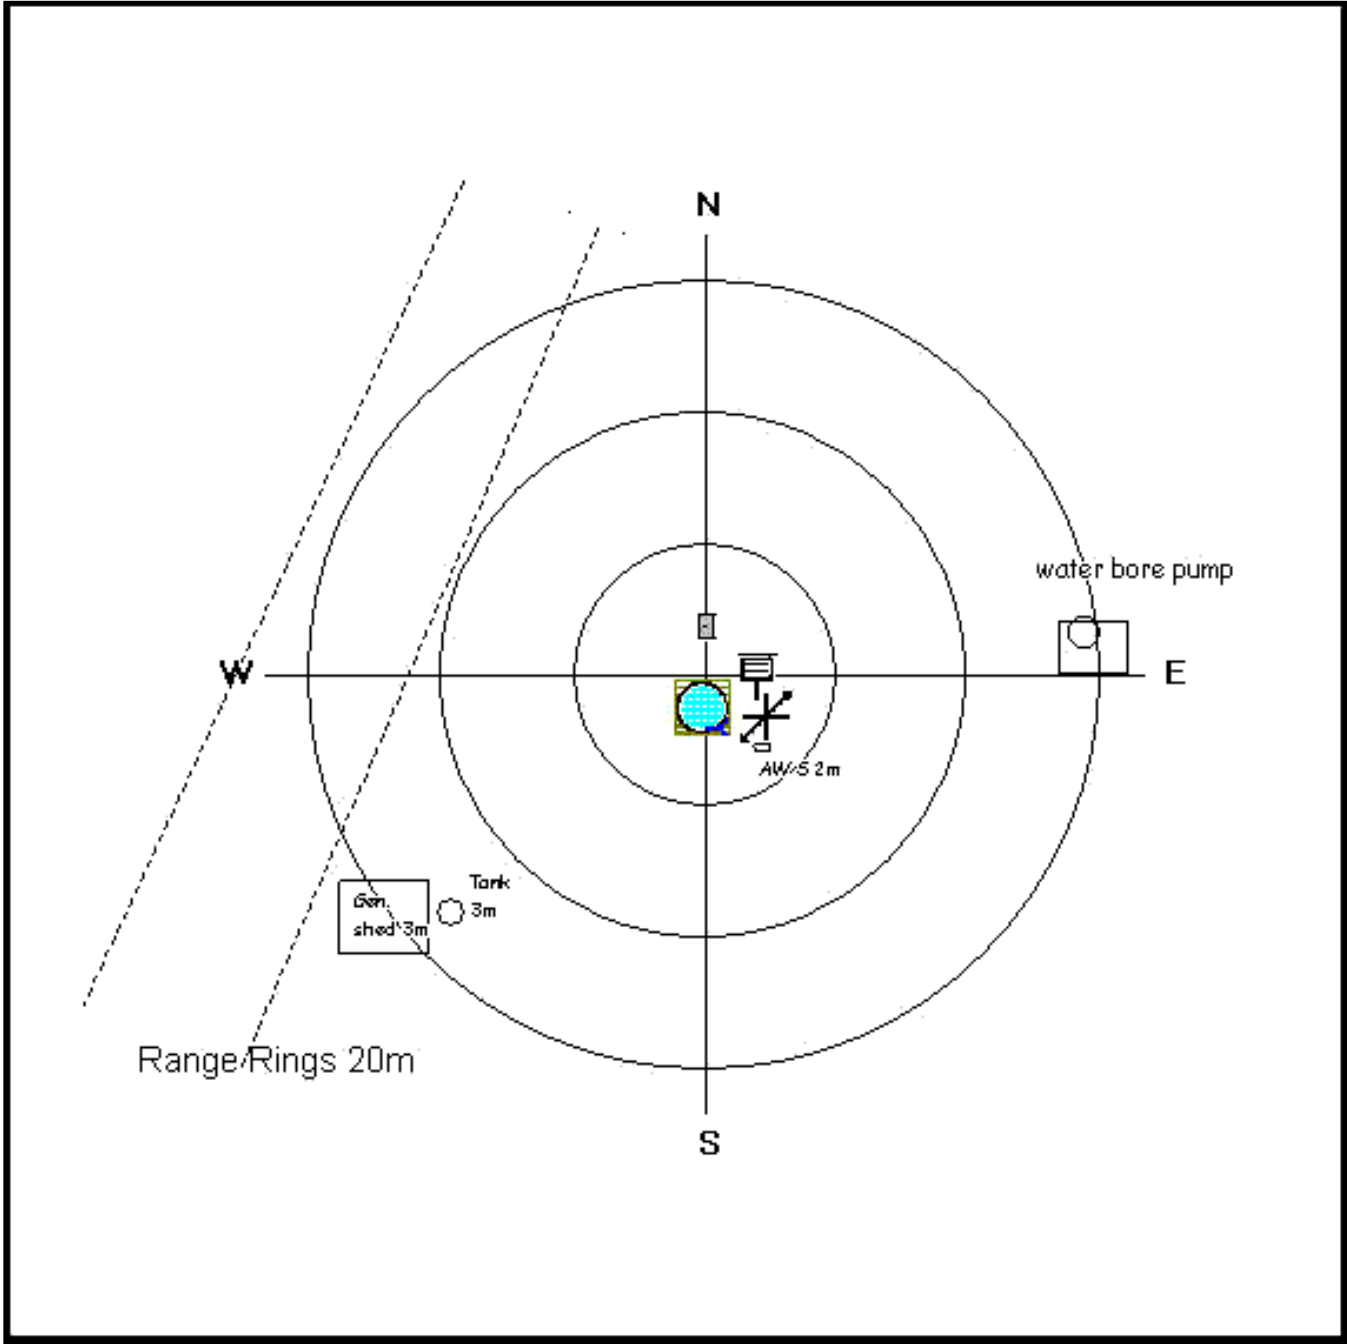 N
water bore pump
W
E
AWS 2m
Tank
3m
Gen.
shed 3m
Range Rings 20m
S